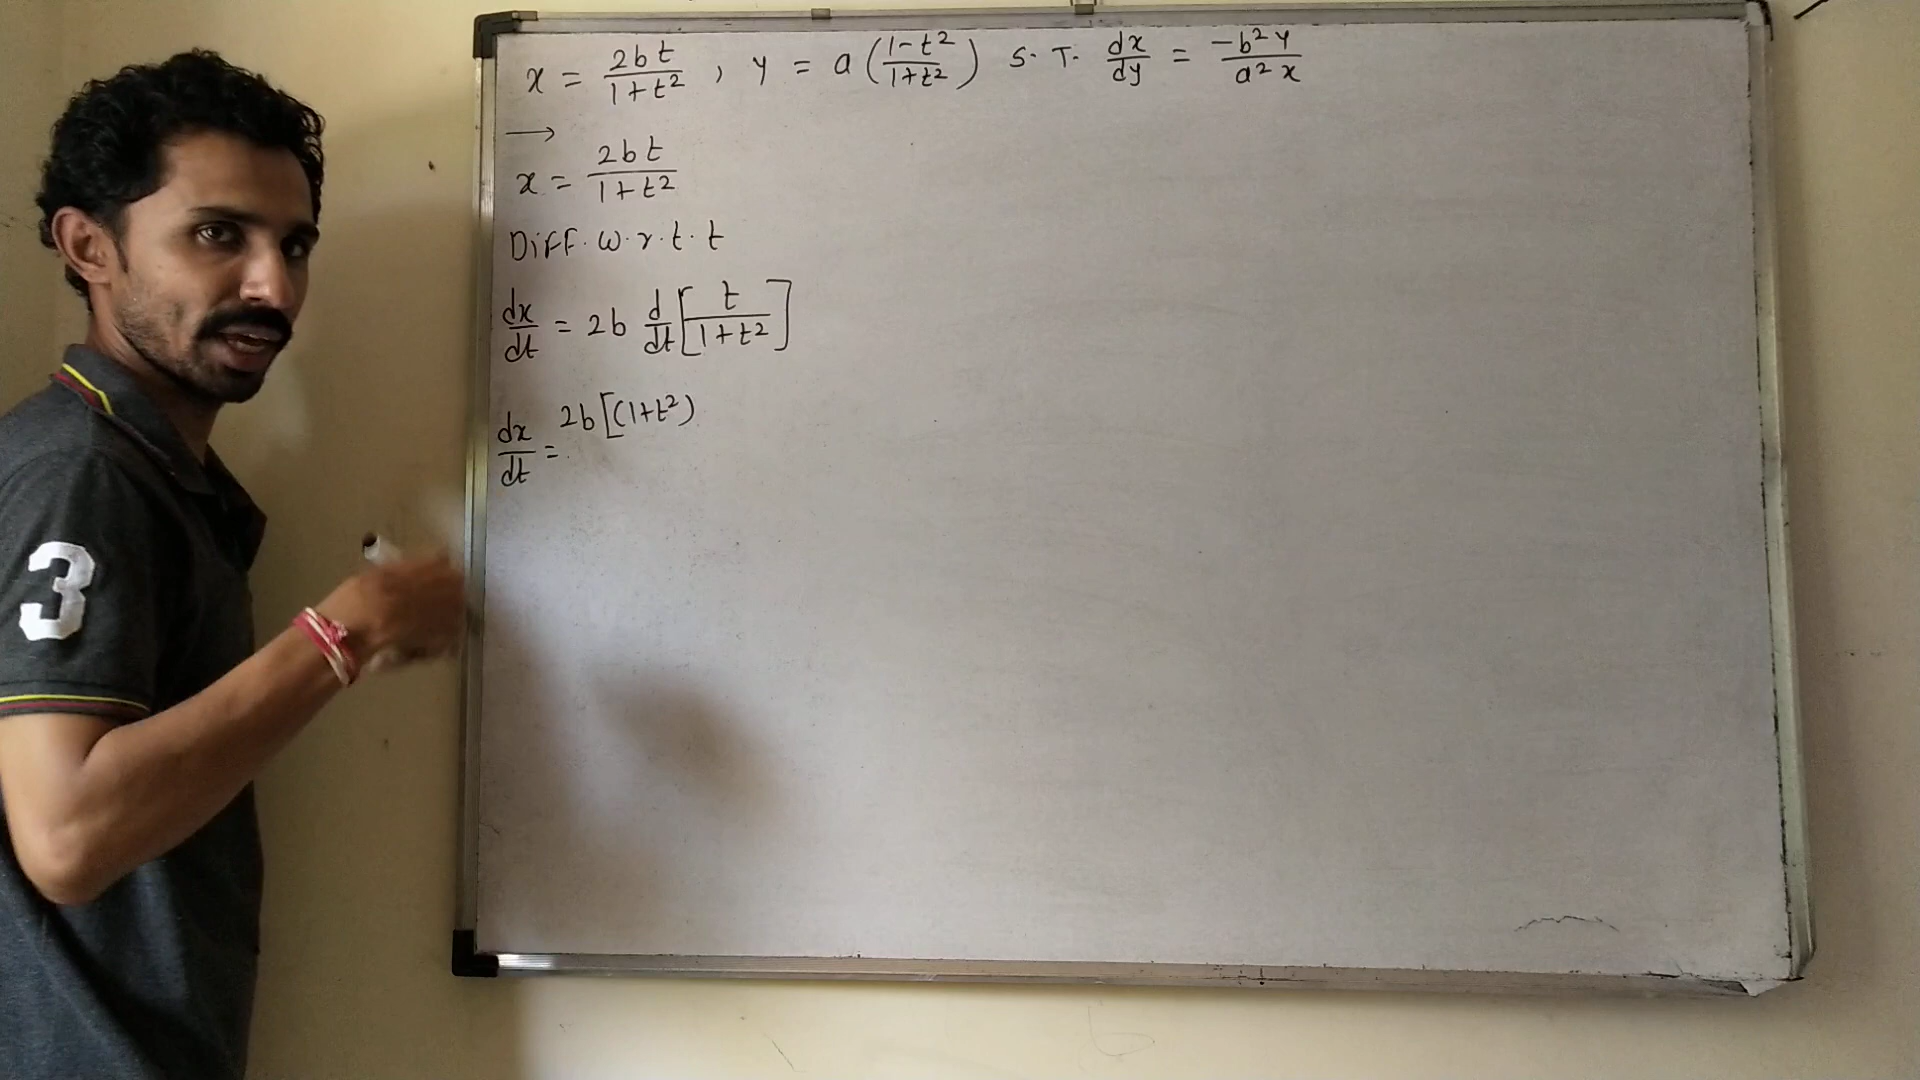 x = 2bt/(1+t²) , y = a((1-t²)/(1+t²)) S.T. dx/dy = -b²y/(a²x)
→
x = 2bt/(1+t²)
Diff. w.r.t. t
dx/dt = 2b d/dt[t/(1+t²)]
dx/dt = 2b[(1+t²)
3